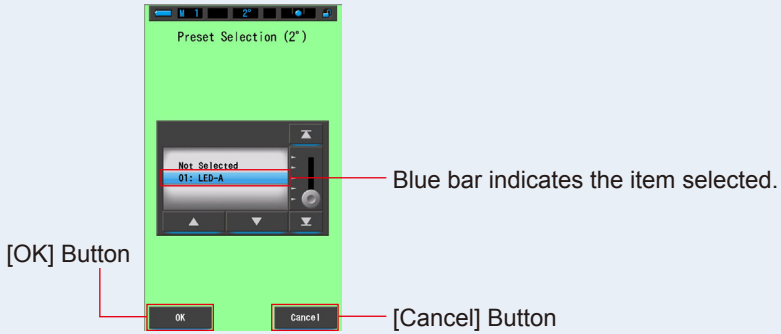 M 1 2°
Preset Selection (2°)
Not Selected
01: LED-A
Blue bar indicates the item selected.
[OK] Button
OK
Cancel
[Cancel] Button